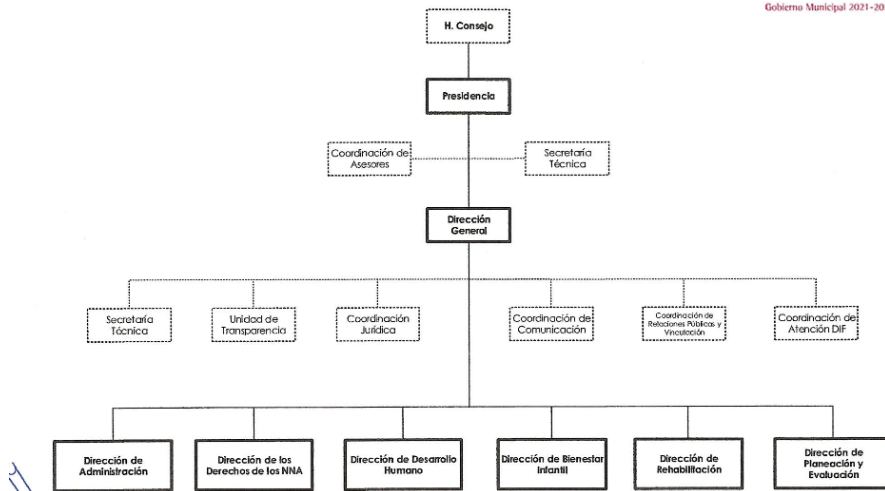 Gobierno Municipal 2021-20
H. Consejo
Presidencia
Coordinación de
Asesores
Secretaría
Técnica
Dirección
General
Secretaría
Técnica
Unidad de
Transparencia
Coordinación
Jurídica
Coordinación de
Comunicación
Coordinación de
Relaciones Públicas y
Vinculación
Coordinación de
Atención DIF
Dirección de
Administración
Dirección de los
Derechos de los NNA
Dirección de Desarrollo
Humano
Dirección de Bienestar
Infantil
Dirección de
Rehabilitación
Dirección de
Planeación y
Evaluación